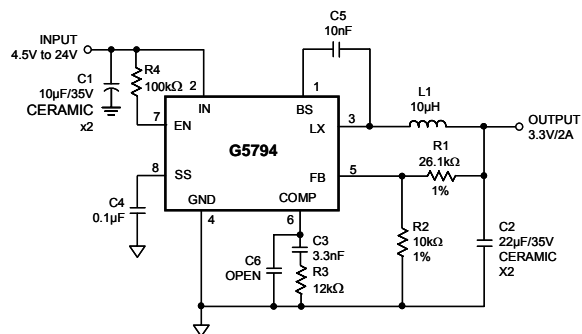 C5
10nF
INPUT
4.5V to 24V
C1
10µF/35V
CERAMIC
x2
R4
100kΩ
2
1
IN
BS
L1
10µH
7
EN
LX
3
OUTPUT
3.3V/2A
G5794
R1
26.1kΩ
1%
8
SS
FB
5
GND
COMP
4
6
C4
0.1µF
C3
3.3nF
C6
OPEN
R3
12kΩ
R2
10kΩ
1%
C2
22µF/35V
CERAMIC
X2